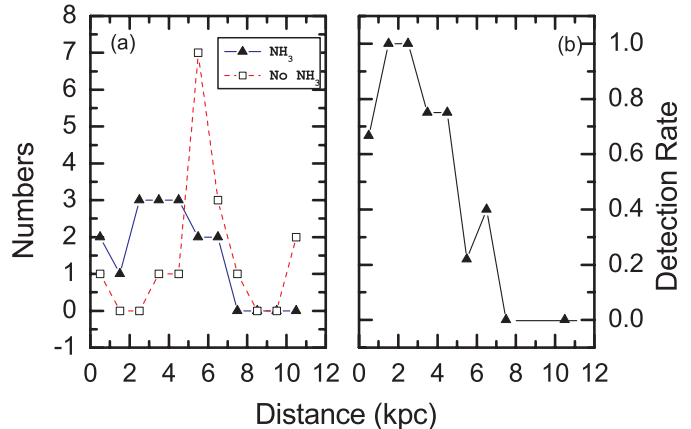 (a)
NH₃
No NH₃
8
7
6
5
4
3
2
1
0
-1
Numbers
0 2 4 6 8 10 12
(b)
1.0
0.8
0.6
0.4
0.2
0.0
Detection Rate
0 2 4 6 8 10 12
Distance (kpc)